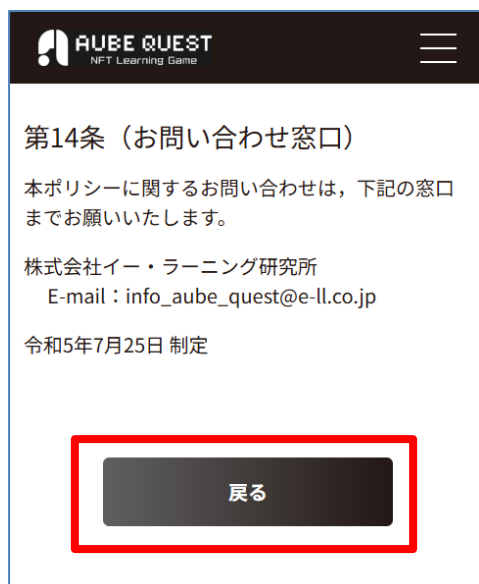 AUBE QUEST
NFT Learning Game
第14条（お問い合わせ窓口）
本ポリシーに関するお問い合わせは，下記の窓口
までお願いいたします。
株式会社イー・ラーニング研究所
E-mail：info_aube_quest@e-ll.co.jp
令和5年7月25日 制定
戻る